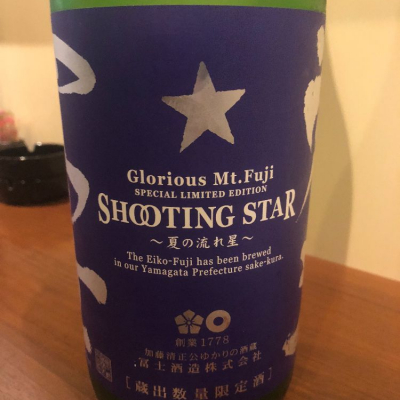 Glorious Mt.Fuji
SPECIAL LIMITED EDITION
SHOOTING STAR
～夏の流れ星～
The Eiko-Fuji has been brewed
in our Yamagata Prefecture sake-kura.
創業1778
加藤清正公ゆかりの酒蔵
冨士酒造株式会社
［蔵出数量限定酒］